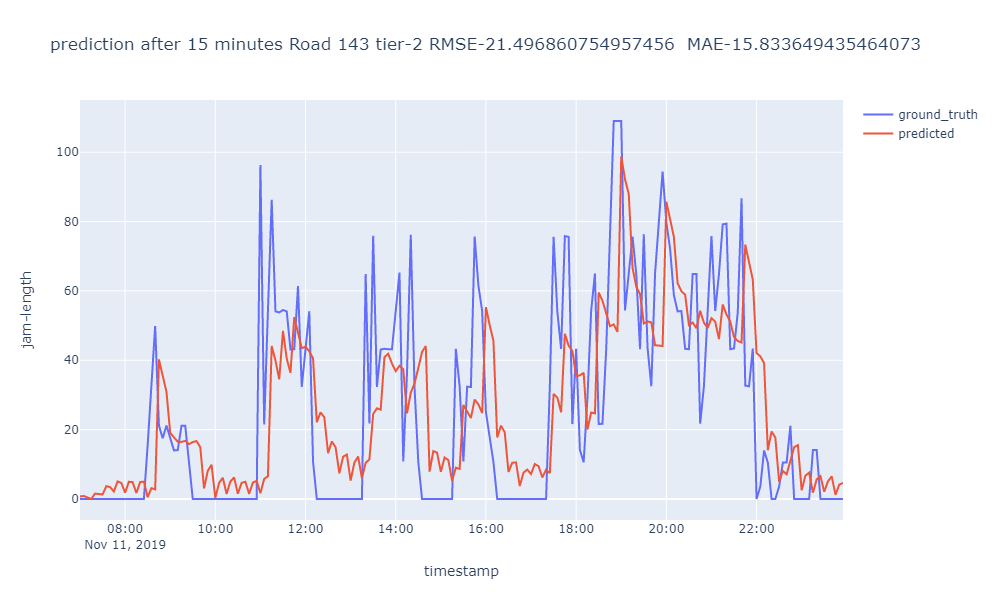 prediction after 15 minutes Road 143 tier-2 RMSE-21.496860754957456  MAE-15.833649435464073
ground_truth
predicted
jam-length
100
80
60
40
20
0
08:00
10:00
12:00
14:00
16:00
18:00
20:00
22:00
Nov 11, 2019
timestamp